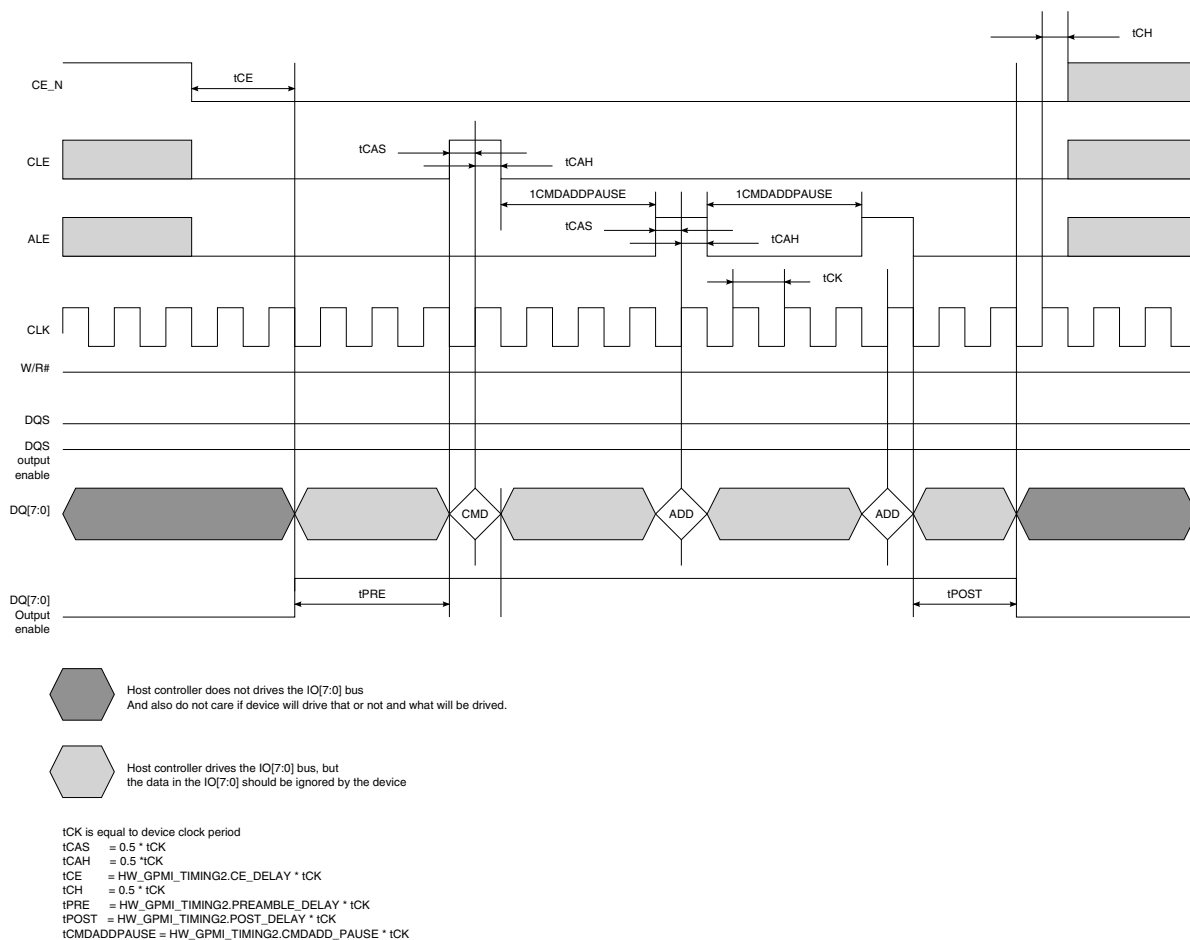 tCH
CE_N
tCE
CLE
tCAS
tCAH
1CMDADDPAUSE
1CMDADDPAUSE
ALE
tCAS
tCAH
tCK
CLK
W/R#
DQS
DQS
output
enable
DQ[7:0]
CMD
ADD
ADD
DQ[7:0]
Output
enable
tPRE
tPOST
Host controller does not drives the IO[7:0] bus
And also do not care if device will drive that or not and what will be drived.
Host controller drives the IO[7:0] bus, but
the data in the IO[7:0] should be ignored by the device
tCK is equal to device clock period
tCAS = 0.5 * tCK
tCAH = 0.5 *tCK
tCE = HW_GPMI_TIMING2.CE_DELAY * tCK
tCH = 0.5 * tCK
tPRE = HW_GPMI_TIMING2.PREAMBLE_DELAY * tCK
tPOST = HW_GPMI_TIMING2.POST_DELAY * tCK
tCMDADDPAUSE = HW_GPMI_TIMING2.CMDADD_PAUSE * tCK